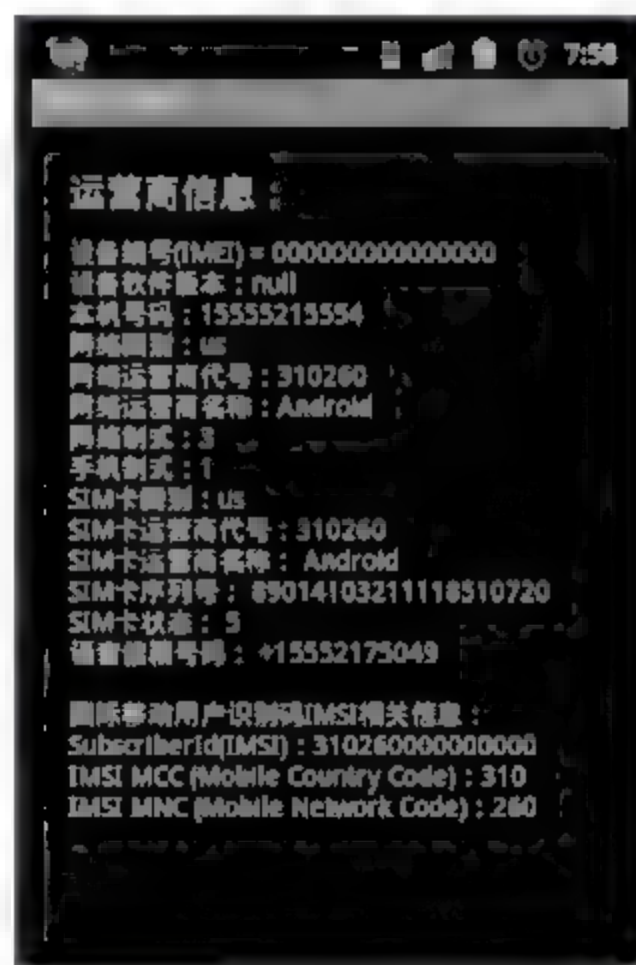 7:58
运营商信息：
设备编号(IMEI) = 000000000000000
设备软件版本：null
本机号码：15555215554
网络国别：us
网络运营商代号：310260
网络运营商名称：Android
网络制式：3
手机制式：1
SIM卡国别：us
SIM卡运营商代号：310260
SIM卡运营商名称： Android
SIM卡序列号： 89014103211118510720
SIM卡状态： 5
语音信箱号码： +15552175049
国际移动用户识别码IMSI相关信息：
SubscriberId(IMSI)：310260000000000
IMSI MCC (Mobile Country Code)：310
IMSI MNC (Mobile Network Code)：260